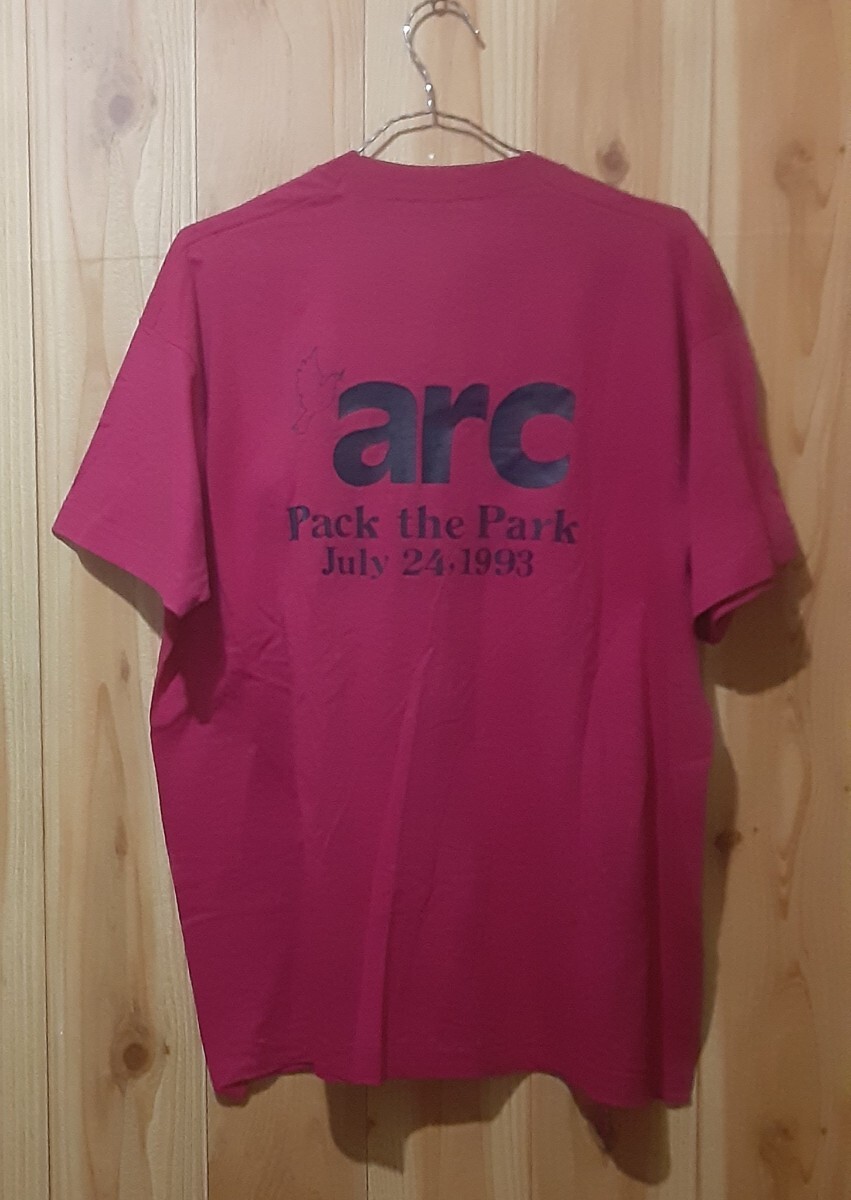 arc
Pack the Park
July 24, 1993